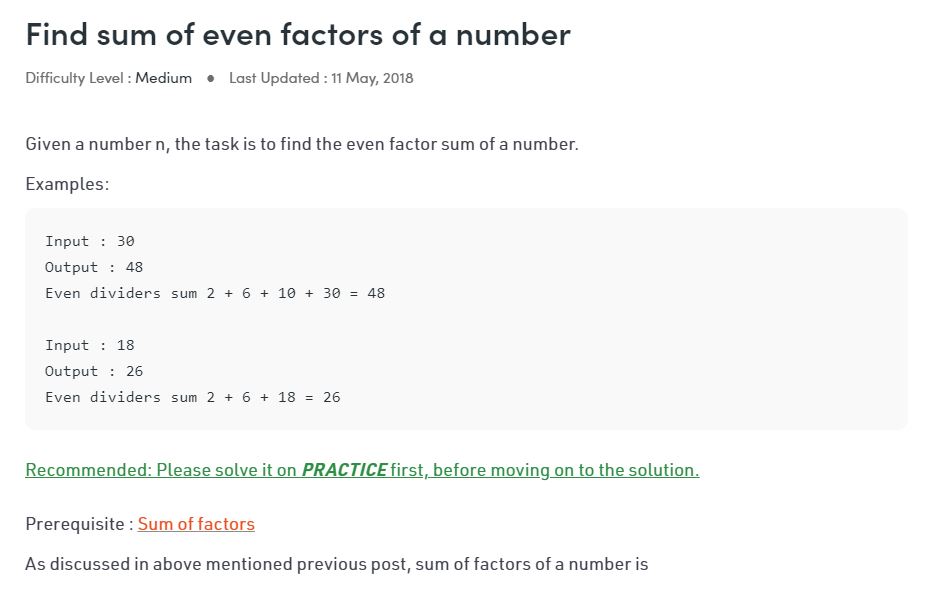 Find sum of even factors of a number
Difficulty Level : Medium ● Last Updated : 11 May, 2018
Given a number n, the task is to find the even factor sum of a number.
Examples:
Input : 30
Output : 48
Even dividers sum 2 + 6 + 10 + 30 = 48
Input : 18
Output : 26
Even dividers sum 2 + 6 + 18 = 26
Recommended: Please solve it on PRACTICE first, before moving on to the solution.
Prerequisite : Sum of factors
As discussed in above mentioned previous post, sum of factors of a number is